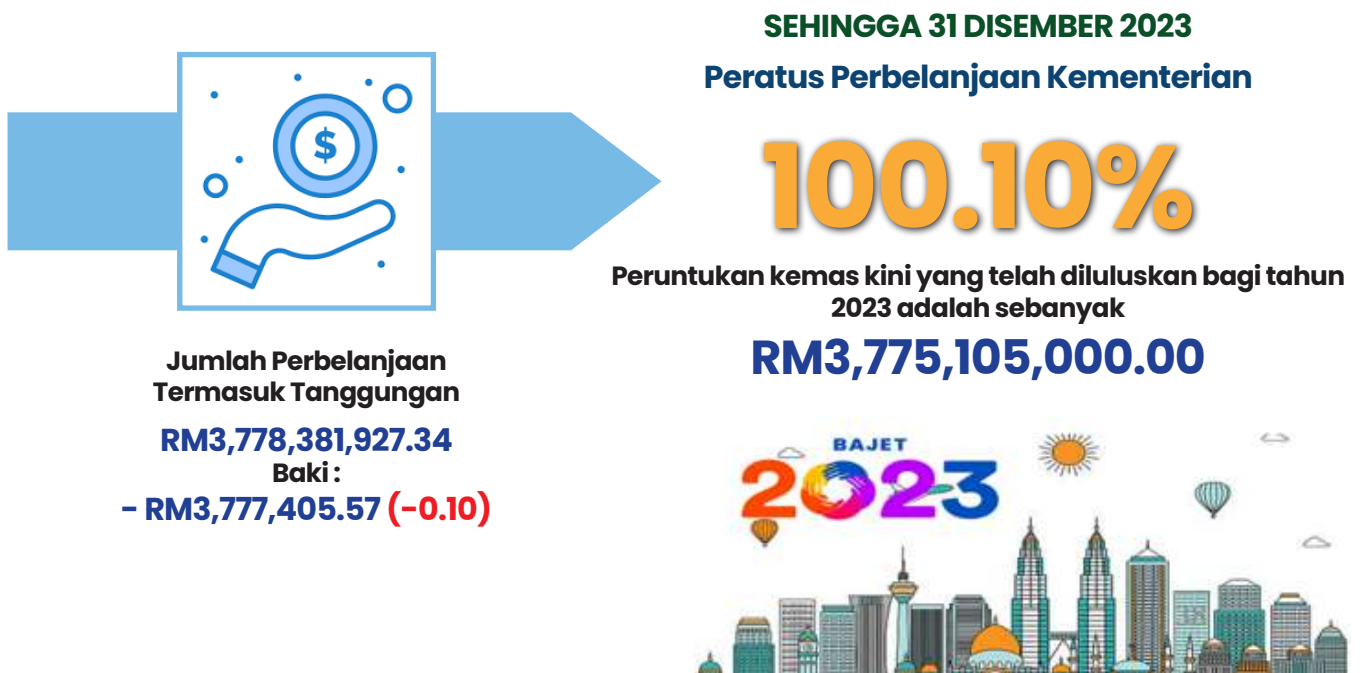 SEHINGGA 31 DISEMBER 2023
Peratus Perbelanjaan Kementerian
100.10%
Peruntukan kemas kini yang telah diluluskan bagi tahun
2023 adalah sebanyak
RM3,775,105,000.00
$
Jumlah Perbelanjaan
Termasuk Tanggungan
RM3,778,381,927.34
Baki :
- RM3,777,405.57 (-0.10)
BAJET
2023